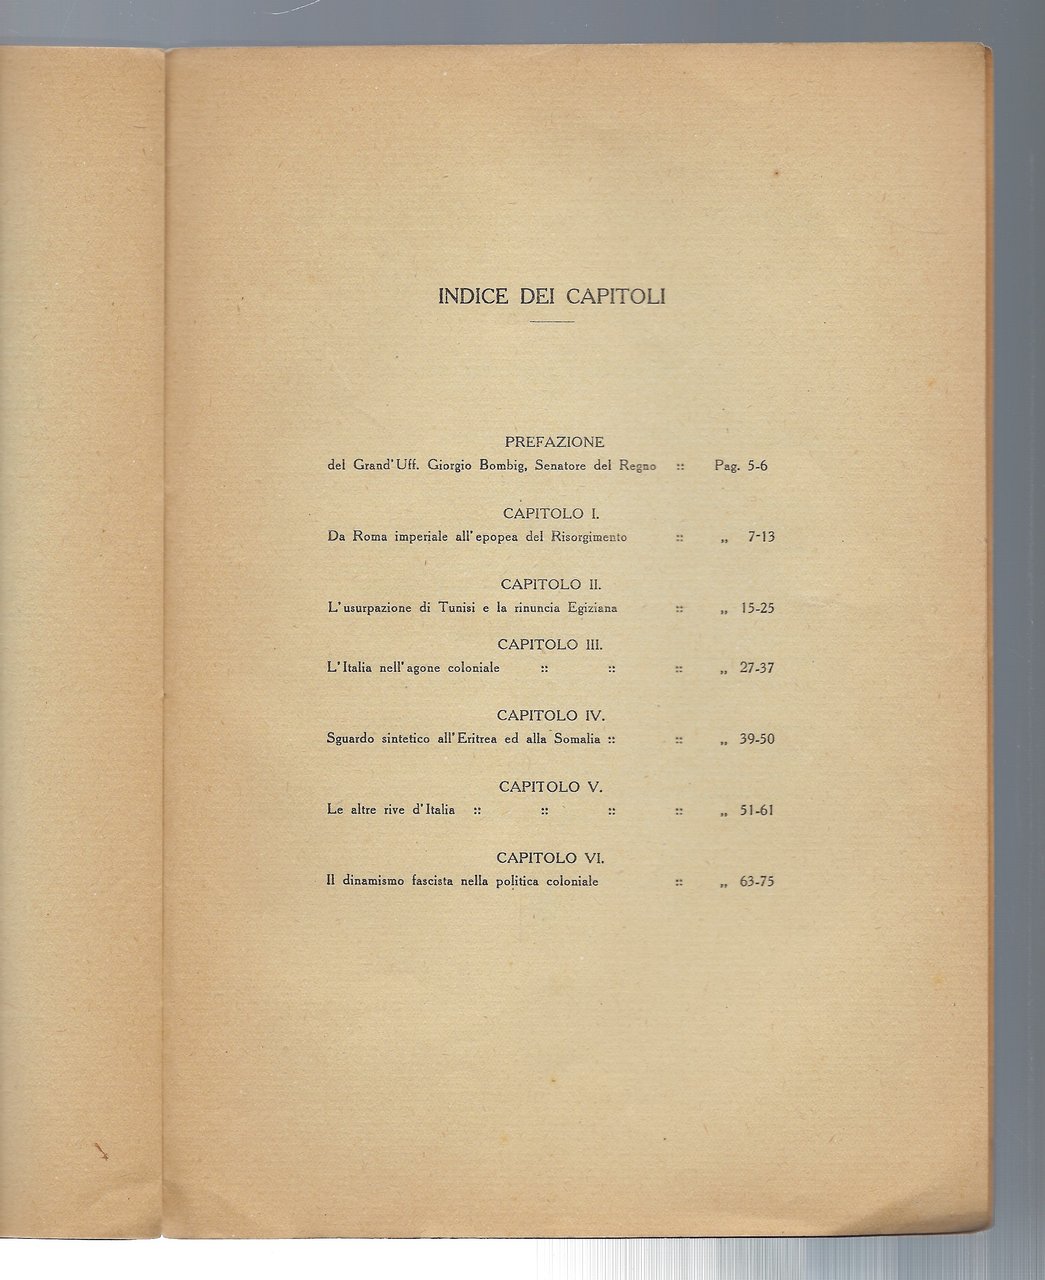 INDICE DEI CAPITOLI
PREFAZIONE
del Grand'Uff. Giorgio Bombig, Senatore del Regno :: Pag. 5-6
CAPITOLO I.
Da Roma imperiale all'epopea del Risorgimento :: „ 7-13
CAPITOLO II.
L'usurpazione di Tunisi e la rinuncia Egiziana :: „ 15-25
CAPITOLO III.
L'Italia nell'agone coloniale :: :: :: „ 27-37
CAPITOLO IV.
Sguardo sintetico all'Eritrea ed alla Somalia :: :: „ 39-50
CAPITOLO V.
Le altre rive d'Italia :: :: :: :: „ 51-61
CAPITOLO VI.
Il dinamismo fascista nella politica coloniale :: „ 63-75